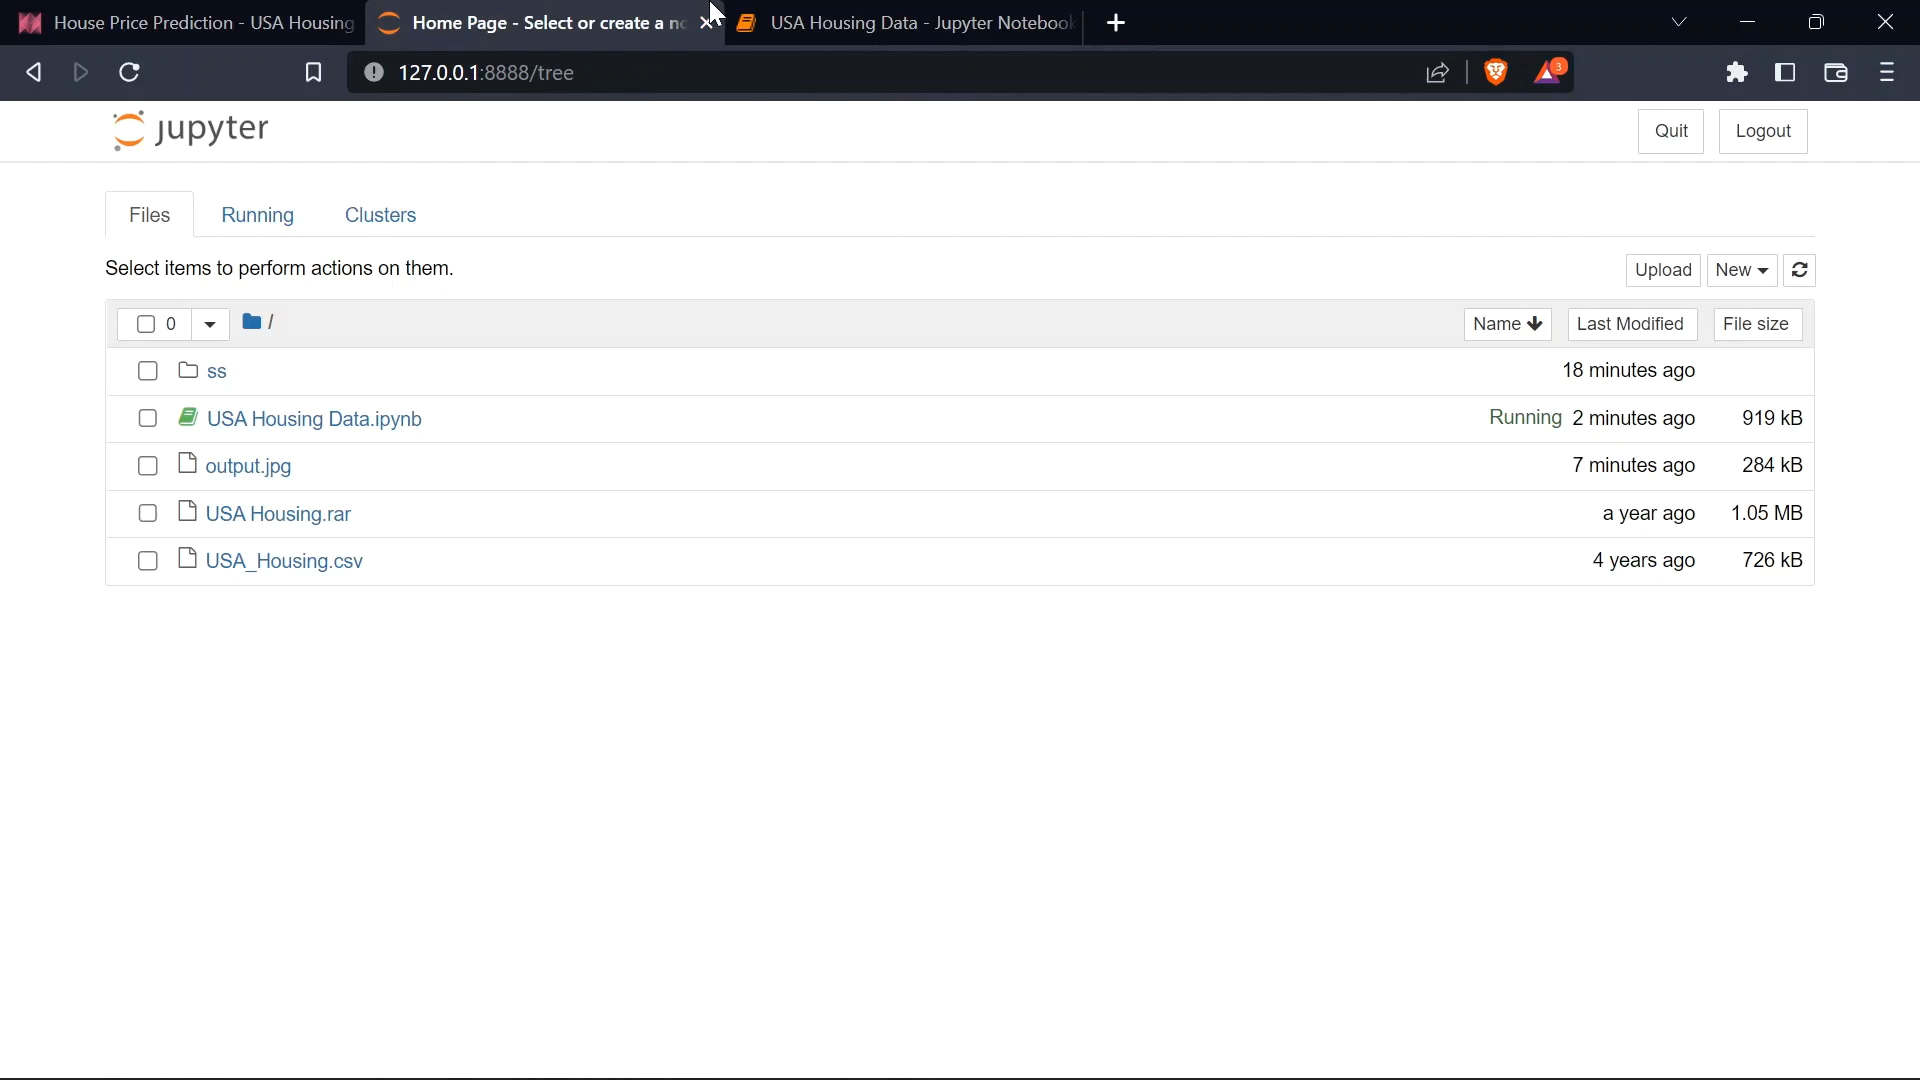 House Price Prediction - USA Housing
Home Page - Select or create a no
USA Housing Data - Jupyter Notebook
127.0.0.1:8888/tree
3
jupyter
Quit
Logout
Files
Running
Clusters
Select items to perform actions on them.
Upload
New
0
/
Name
Last Modified
File size
ss
18 minutes ago
USA Housing Data.ipynb
Running
2 minutes ago
919 kB
output.jpg
7 minutes ago
284 kB
USA Housing.rar
a year ago
1.05 MB
USA_Housing.csv
4 years ago
726 kB